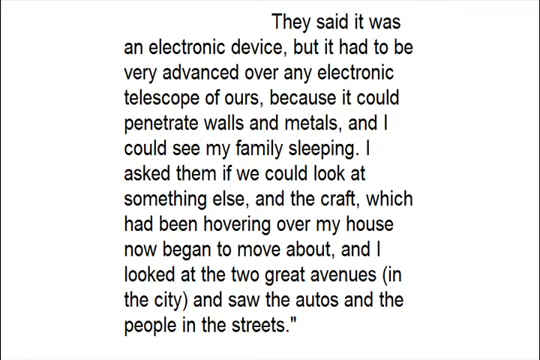 They said it was
an electronic device, but it had to be
very advanced over any electronic
telescope of ours, because it could
penetrate walls and metals, and I
could see my family sleeping. I
asked them if we could look at
something else, and the craft, which
had been hovering over my house
now began to move about, and I
looked at the two great avenues (in
the city) and saw the autos and the
people in the streets."